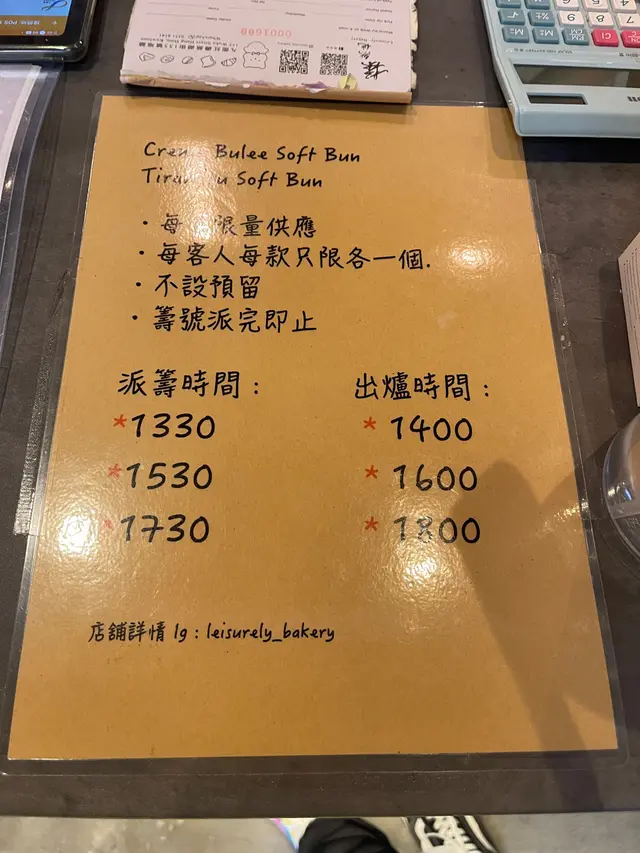 0001608
Bulee Soft Bun
Soft Bun
· 每 限量供應
· 每客人每款只限各一個.
· 不設預留
· 籌號派完即止
派籌時間： 出爐時間：
*1330 * 1400
*1530 * 1600
*1730 * 1800
店舖詳情 Ig : leisurely_bakery